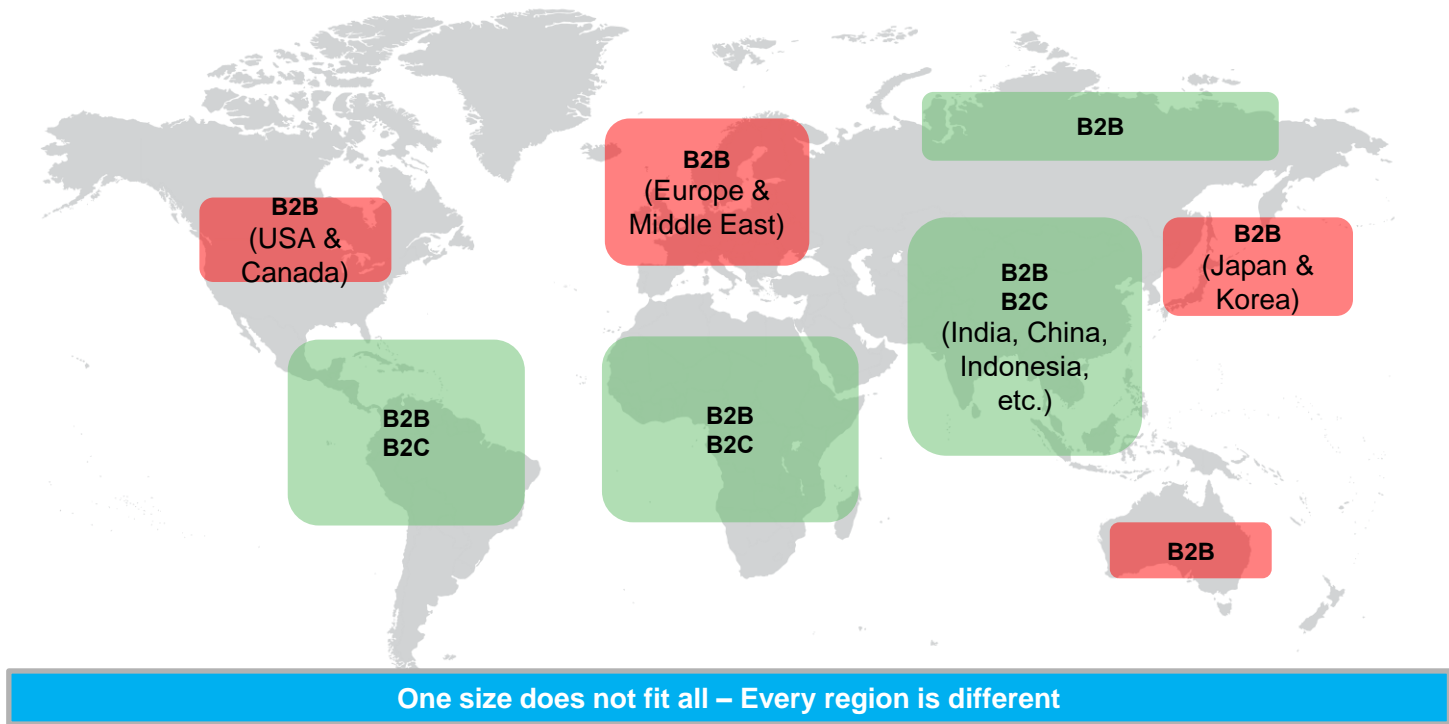 B2B
B2B
(Europe &
Middle East)
B2B
(USA &
Canada)
B2B
(Japan &
Korea)
B2B
B2C
(India, China,
Indonesia,
etc.)
B2B
B2C
B2B
B2C
B2B
One size does not fit all – Every region is different